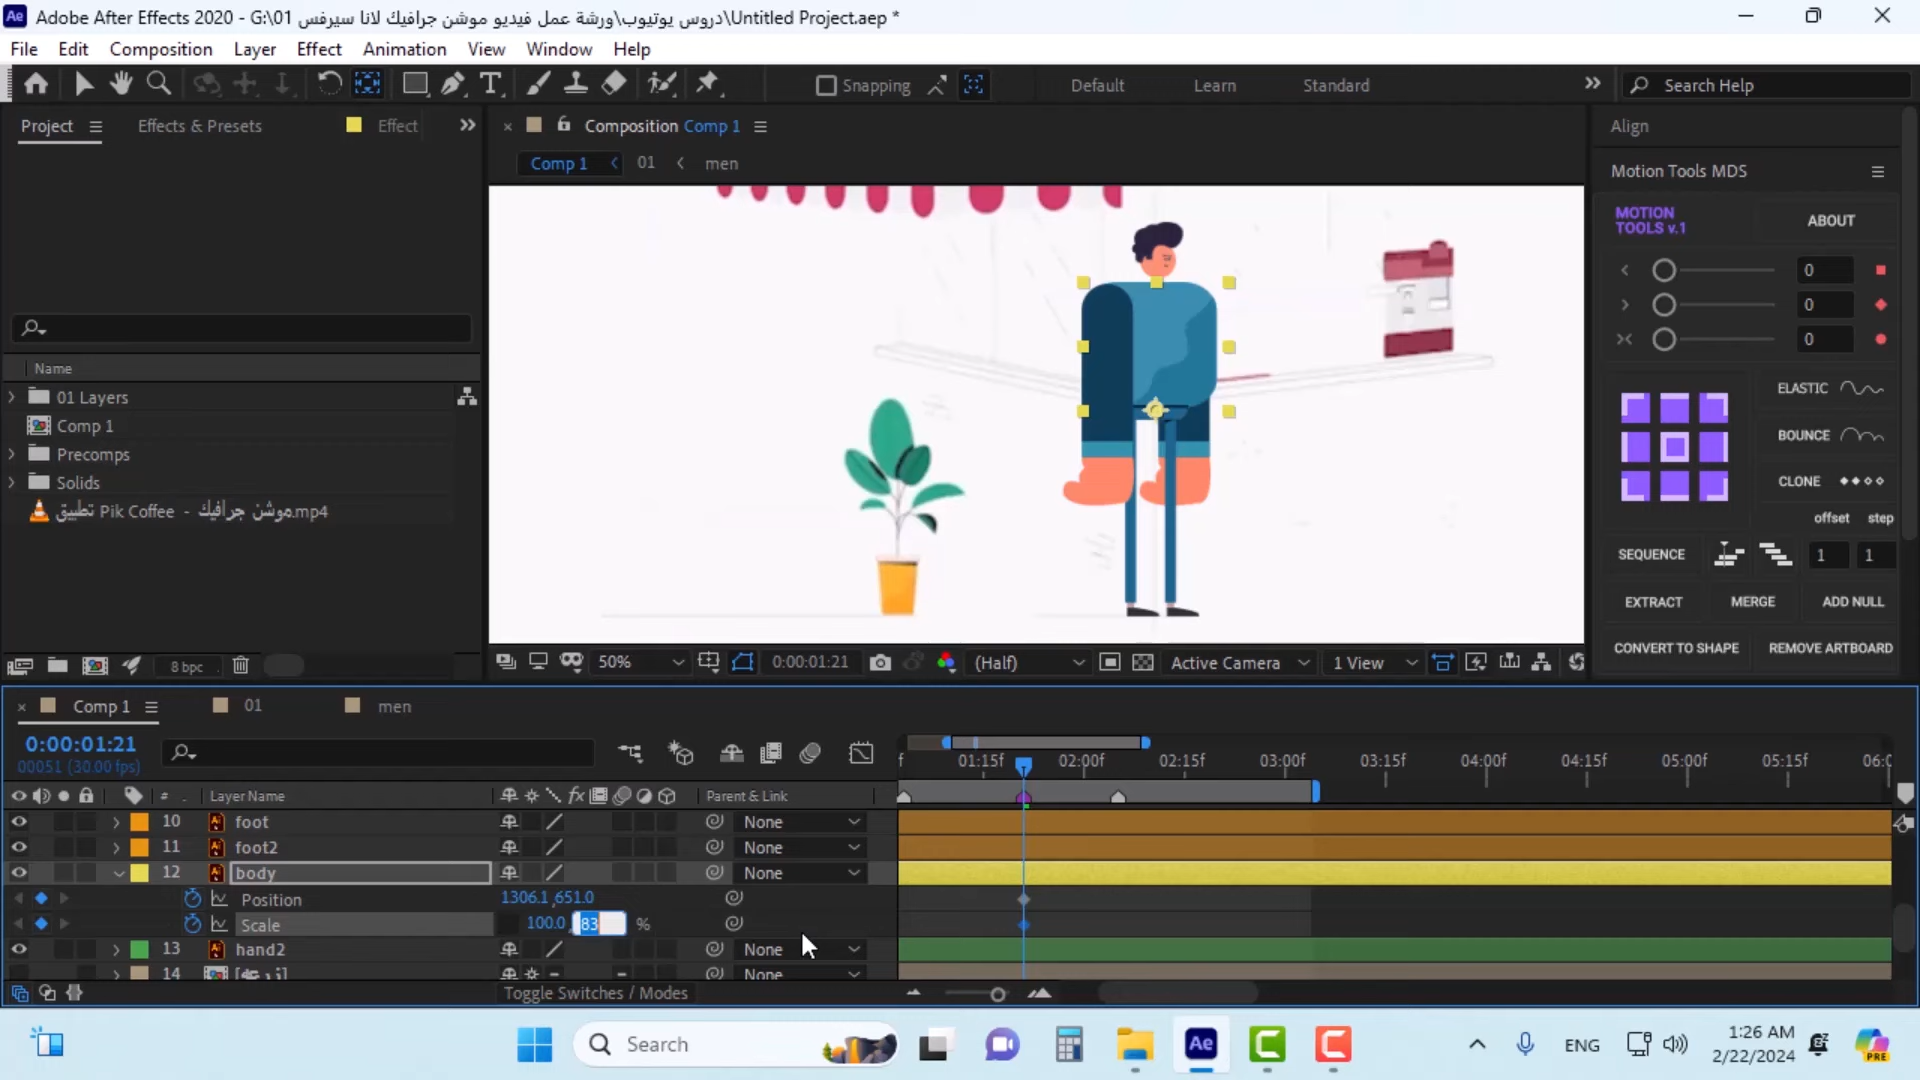 Adobe After Effects 2020 - G:\01 دروس يوتيوب\ورشة عمل فيديو موشن جرافيك لانا سيرفس\Untitled Project.aep *
File Edit Composition Layer Effect Animation View Window Help
Snapping Default Learn Standard Search Help
Project Effects & Presets Effect
Composition Comp 1
Align
Comp 1 01 men
Motion Tools MDS
MOTION TOOLS v.1 ABOUT
0
0
0
Name
01 Layers
Comp 1
Precomps
Solids
تطبيق Pik Coffee - موشن جرافيك.mp4
ELASTIC
BOUNCE
CLONE
offset step
SEQUENCE 1 1
EXTRACT MERGE ADD NULL
CONVERT TO SHAPE REMOVE ARTBOARD
8 bpc
50% 0:00:01:21 (Half) Active Camera 1 View
Comp 1 01 men
0:00:01:21
00051 (30.00 fps)
f 01:15f 02:00f 02:15f 03:00f 03:15f 04:00f 04:15f 05:00f 05:15f 06:0
# Layer Name fx Parent & Link
10 foot None
11 foot2 None
12 body None
Position 1306.1,651.0
Scale 100.0, 83 %
13 hand2 None
14 None
Toggle Switches / Modes
Search
Ae
ENG
1:26 AM
2/22/2024
PRE